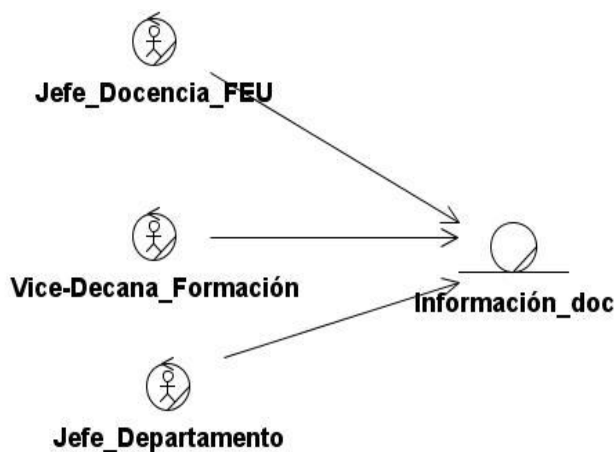 Jefe_Docencia_FEU
Vice-Decana_Formación
Información_doc
Jefe_Departamento